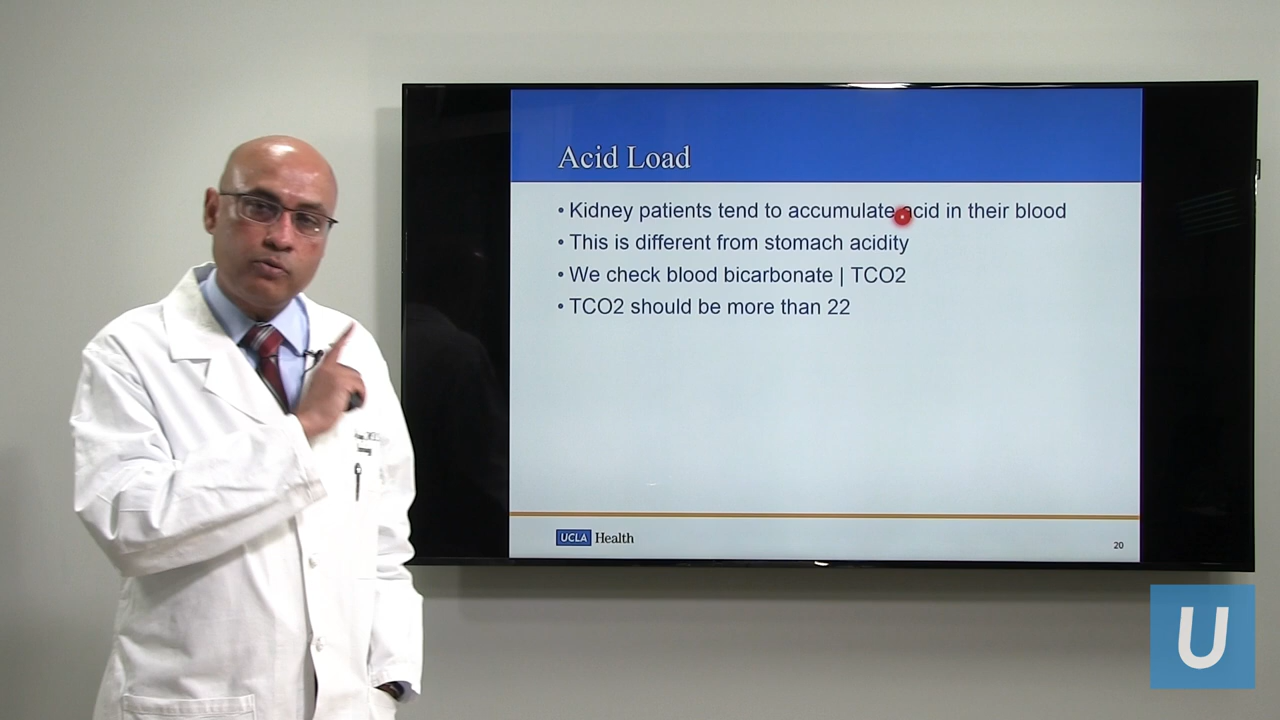 Acid Load
• Kidney patients tend to accumulate acid in their blood
• This is different from stomach acidity
• We check blood bicarbonate | TCO2
• TCO2 should be more than 22
UCLA Health
20
U